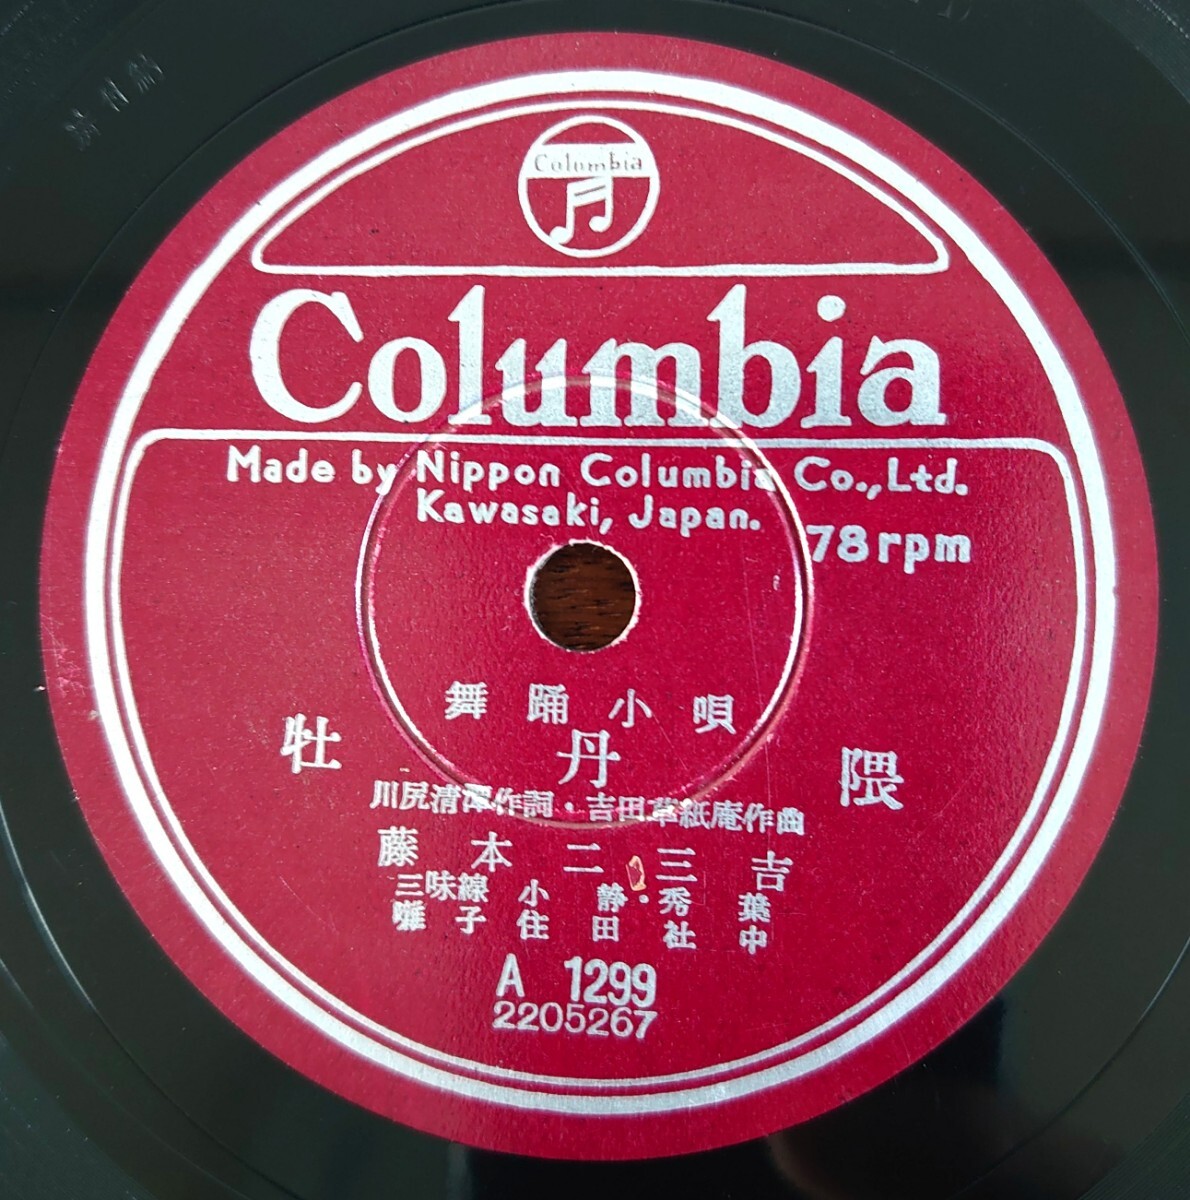 Columbia
Columbia
Made by Nippon Columbia Co., Ltd.
Kawasaki, Japan.
78 rpm
舞踊小唄
牡丹隈
川尻清潭作詞・吉田草紙庵作曲
藤本二三吉
三味線 小静・秀葉
囃子 住田社中
A 1299
2205267